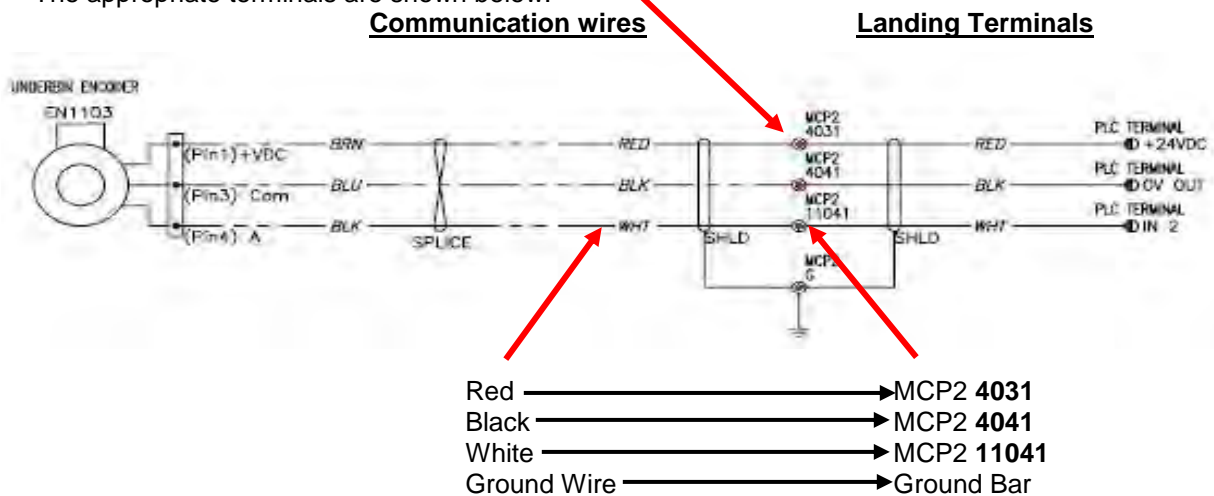 The appropriate terminals are shown below.
Communication wires Landing Terminals
UNDERBIN ENCODER
EN1103
(Pin1)+VDC BRN RED MCP2 4031 RED PLC TERMINAL +24VDC
(Pin3) Com BLU BLK MCP2 4041 BLK PLC TERMINAL 0V OUT
(Pin4) A BLK SPLICE WHT SHLD MCP2 11041 SHLD WHT PLC TERMINAL IN 2
MCP2
G
Red MCP2 4031
Black MCP2 4041
White MCP2 11041
Ground Wire Ground Bar